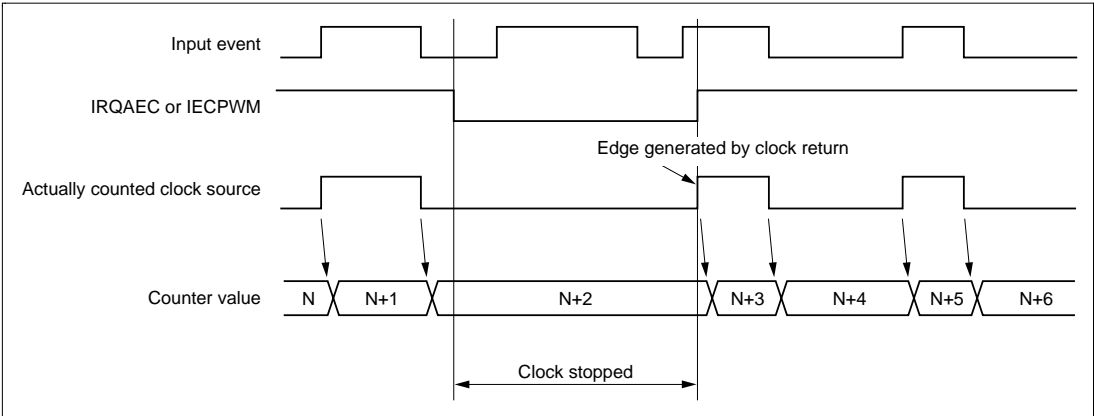 Input event
IRQAEC or IECPWM
Edge generated by clock return
Actually counted clock source
Counter value N N+1 N+2 N+3 N+4 N+5 N+6
Clock stopped